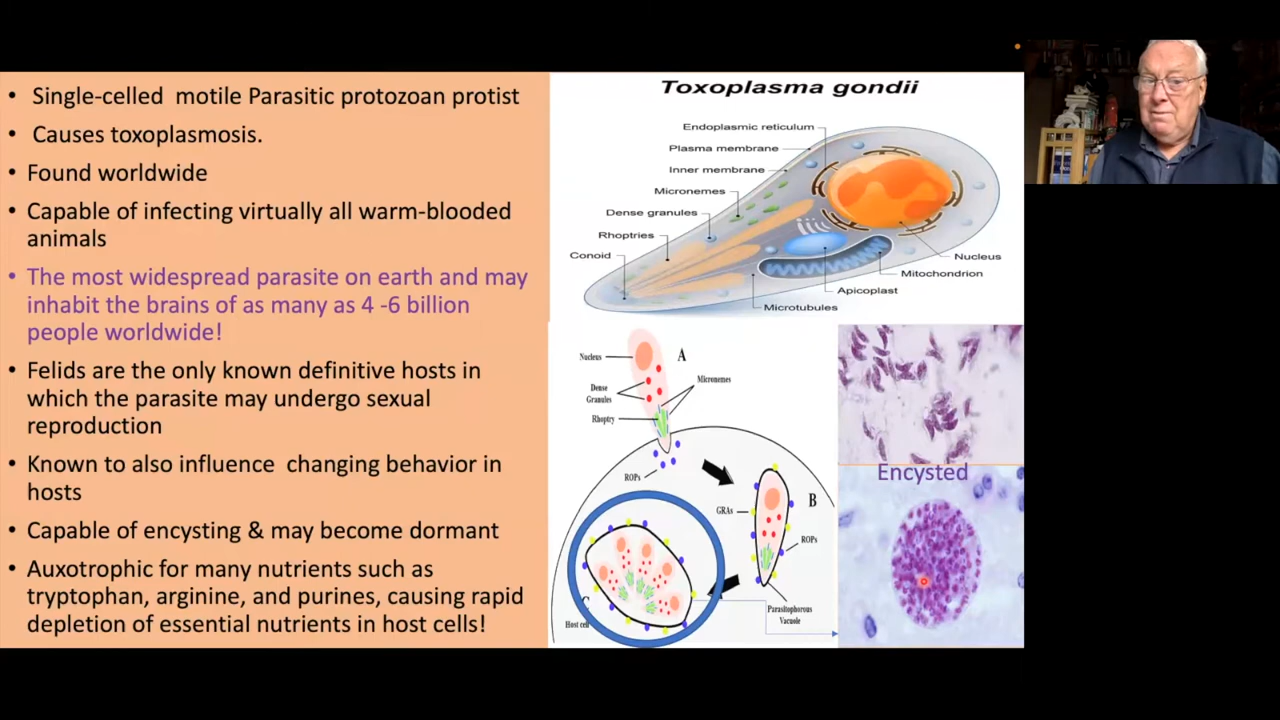 • Single-celled motile Parasitic protozoan protist
• Causes toxoplasmosis.
• Found worldwide
• Capable of infecting virtually all warm-blooded
animals
• The most widespread parasite on earth and may
inhabit the brains of as many as 4 -6 billion
people worldwide!
• Felids are the only known definitive hosts in
which the parasite may undergo sexual
reproduction
• Known to also influence changing behavior in
hosts
• Capable of encysting & may become dormant
• Auxotrophic for many nutrients such as
tryptophan, arginine, and purines, causing rapid
depletion of essential nutrients in host cells!
Toxoplasma gondii
Endoplasmic reticulum
Plasma membrane
Inner membrane
Micronemes
Dense granules
Rhoptries
Conoid
Nucleus
Mitochondrion
Apicoplast
Microtubules
A
Nucleus
Micronemes
Dense
Granules
Rhoptry
ROPs
B
GRAs
ROPs
Parasitophorous
Vacuole
C
Host cell
Encysted